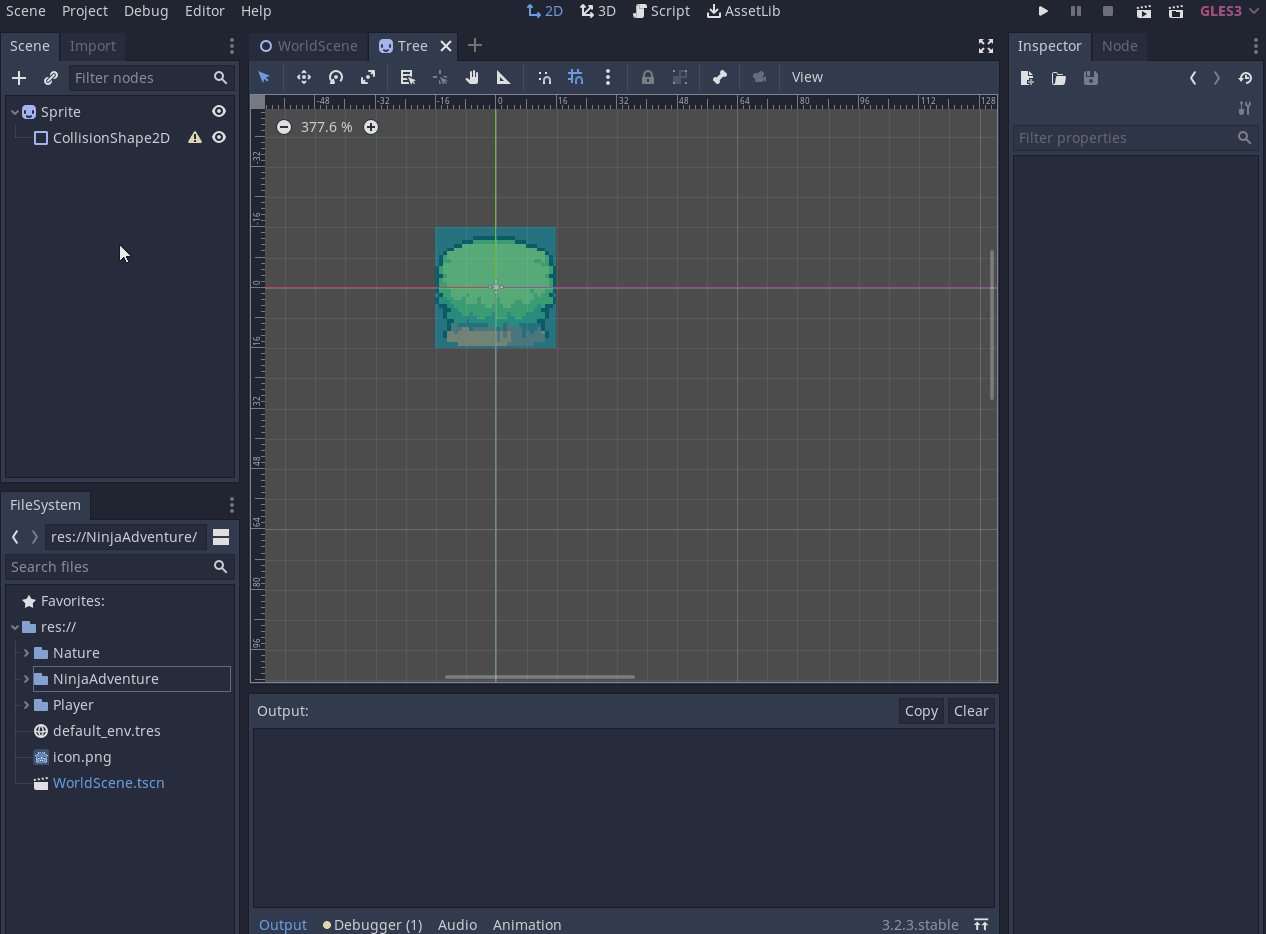 Scene Project Debug Editor Help 2D 3D Script AssetLib GLES3
Scene Import WorldScene Tree Inspector Node
Filter nodes View
-48 -32 -16 0 16 32 48 64 80 96 112 128
Sprite
CollisionShape2D
377.6 %
Filter properties
-32
-16
0
16
32
48
64
80
96
FileSystem
res://NinjaAdventure/
Search files
Favorites:
res://
Nature
NinjaAdventure
Player
default_env.tres
icon.png
WorldScene.tscn
Output: Copy Clear
Output Debugger (1) Audio Animation 3.2.3.stable